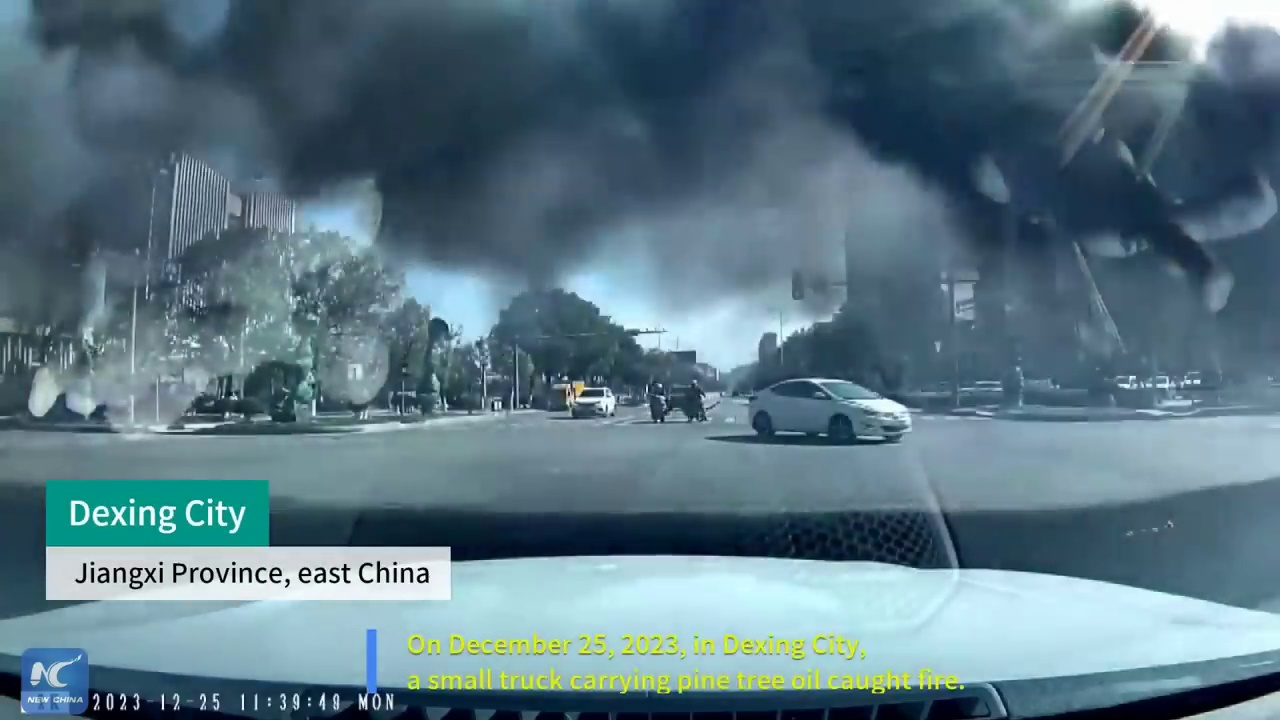 Dexing City
Jiangxi Province, east China
On December 25, 2023, in Dexing City,
a small truck carrying pine tree oil caught fire.
NC
NEW CHINA
2023-12-25 11:39:49 MON